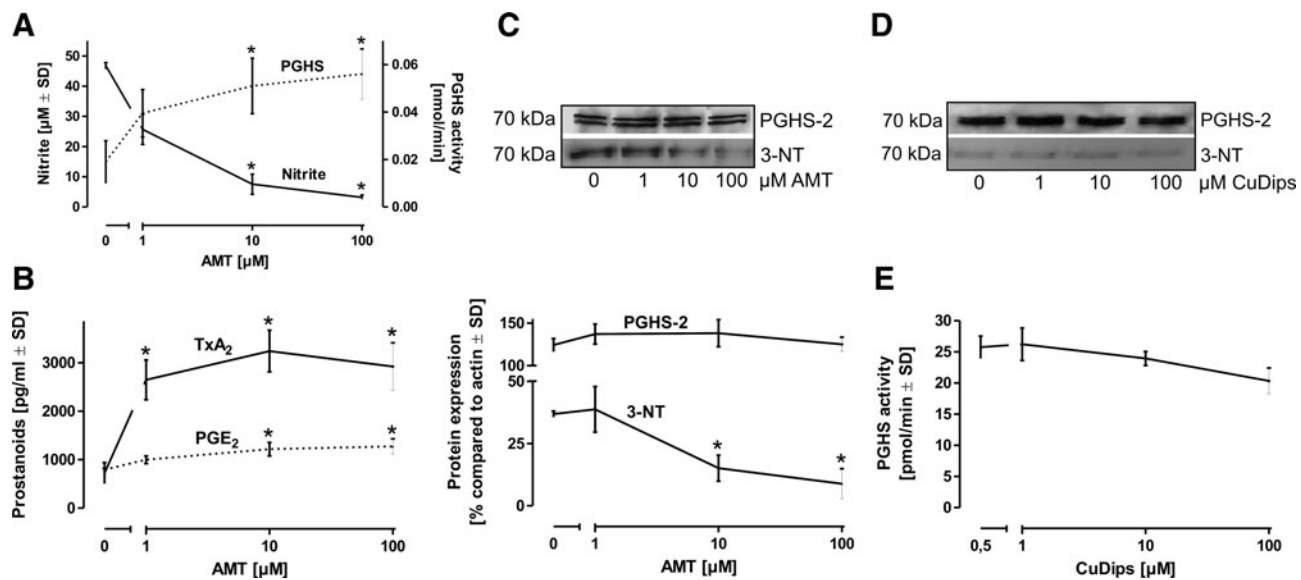 A
Nitrite [µM ± SD]
50
40
30
20
10
0
PGHS
Nitrite
*
*
*
*
0.06
0.04
0.02
0.00
PGHS activity
[nmol/min]
0 1 10 100
AMT [µM]
B
Prostanoids [pg/ml ± SD]
3000
2000
1000
0
TxA2
PGE2
*
*
*
*
*
0 1 10 100
AMT [µM]
C
70 kDa PGHS-2
70 kDa 3-NT
0 1 10 100 µM AMT
Protein expression
[% compared to actin ± SD]
150
100
50
25
0
PGHS-2
3-NT
*
*
0 1 10 100
AMT [µM]
D
70 kDa PGHS-2
70 kDa 3-NT
0 1 10 100 µM CuDips
E
PGHS activity
[pmol/min ± SD]
35
30
25
20
15
10
5
0
0,5 1 10 100
CuDips [µM]